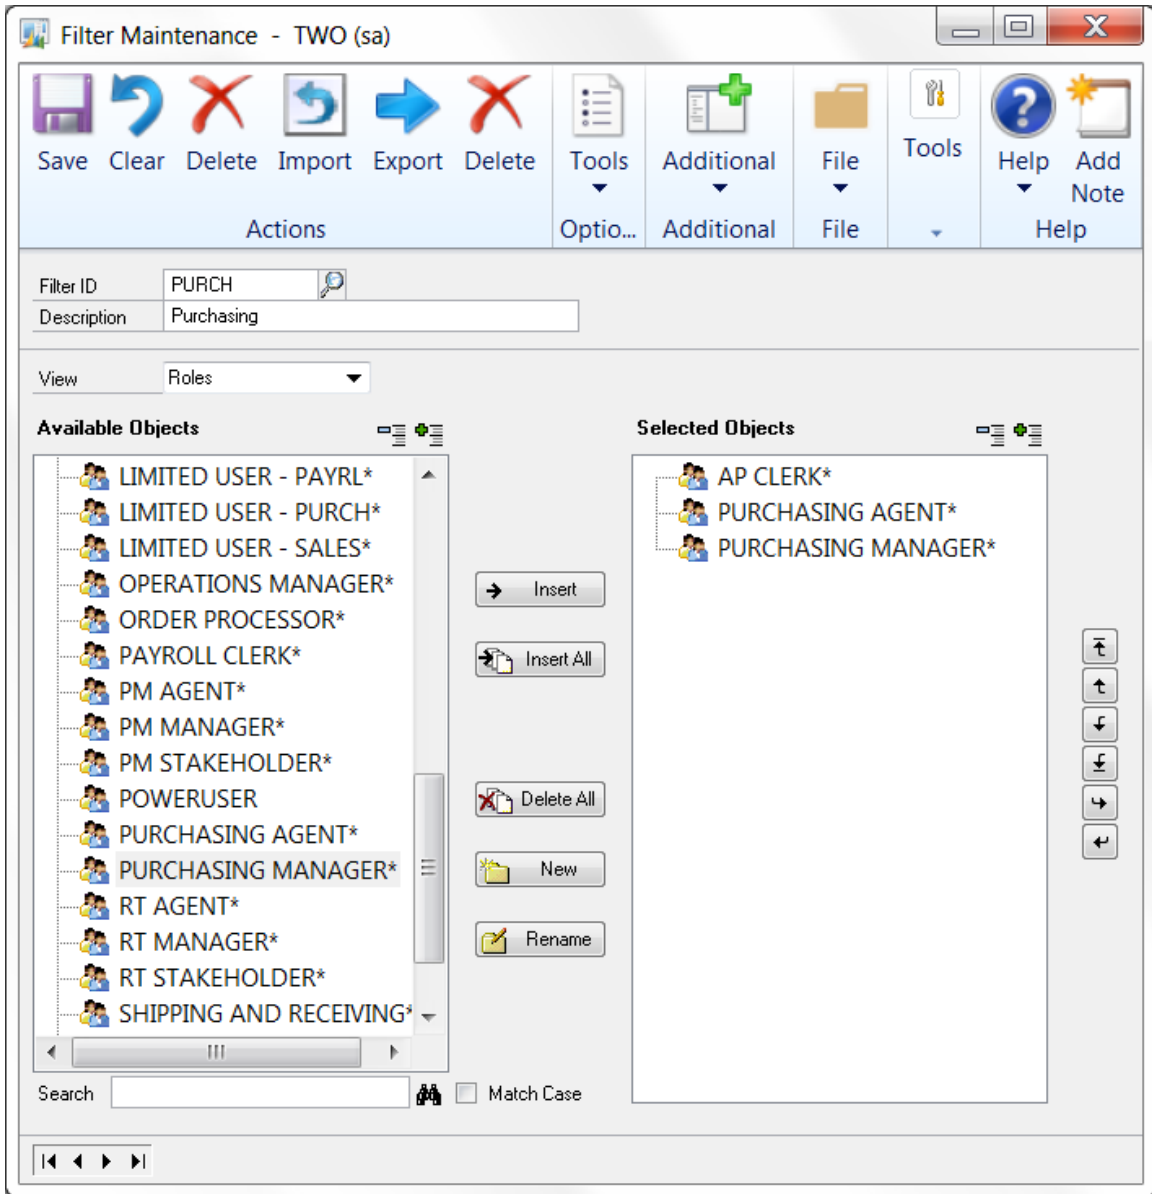 Filter Maintenance - TWO (sa)
Save Clear Delete Import Export Delete Tools Additional File Tools Help Add Note
Actions Optio... Additional File Help
Filter ID PURCH
Description Purchasing
View Roles
Available Objects
LIMITED USER - PAYRL*
LIMITED USER - PURCH*
LIMITED USER - SALES*
OPERATIONS MANAGER*
ORDER PROCESSOR*
PAYROLL CLERK*
PM AGENT*
PM MANAGER*
PM STAKEHOLDER*
POWERUSER
PURCHASING AGENT*
PURCHASING MANAGER*
RT AGENT*
RT MANAGER*
RT STAKEHOLDER*
SHIPPING AND RECEIVING*
Search
Match Case
Insert
Insert All
Delete All
New
Rename
Selected Objects
AP CLERK*
PURCHASING AGENT*
PURCHASING MANAGER*